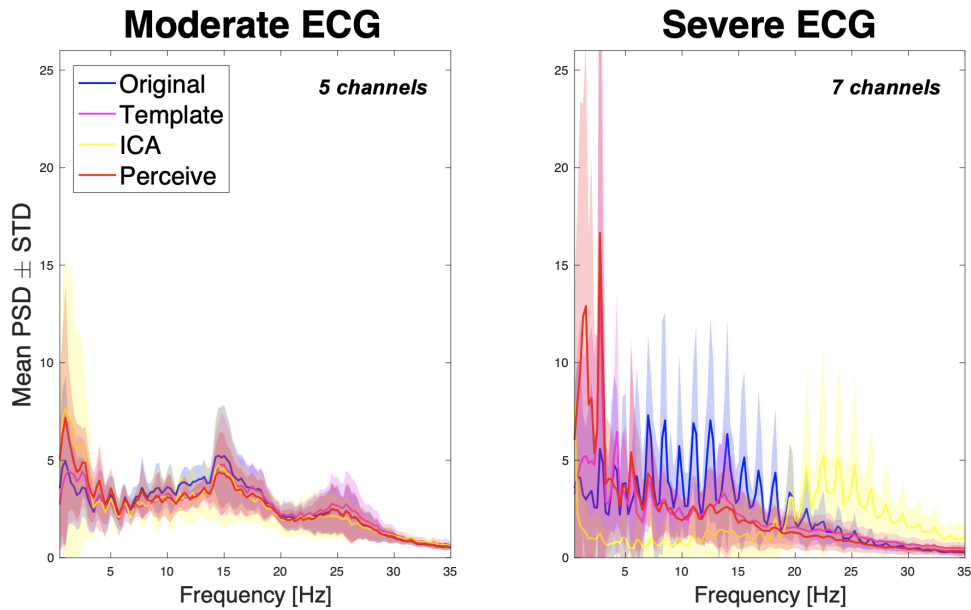 Moderate ECG
Severe ECG
Mean PSD ± STD
25
20
15
10
5
0
Original
Template
ICA
Perceive
5 channels
5 10 15 20 25 30 35
Frequency [Hz]
25
20
15
10
5
0
7 channels
5 10 15 20 25 30 35
Frequency [Hz]